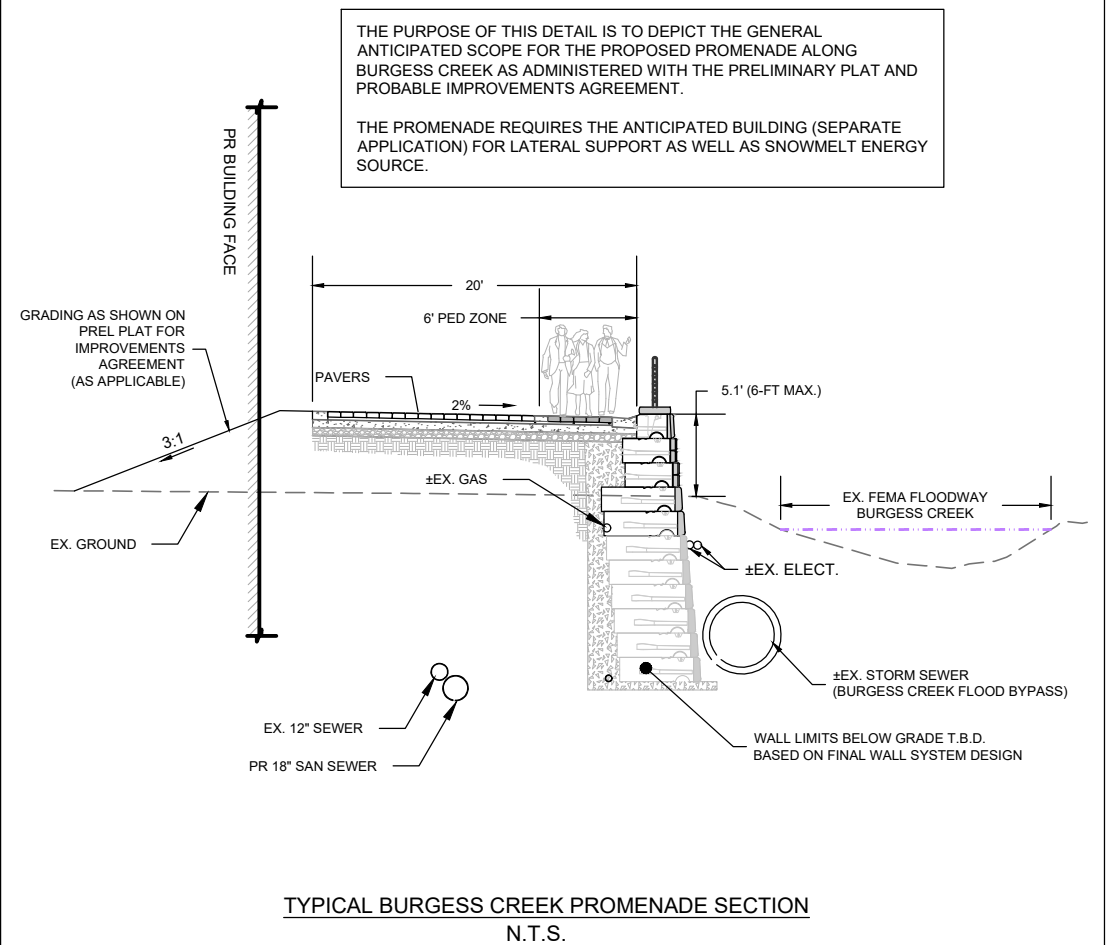 THE PURPOSE OF THIS DETAIL IS TO DEPICT THE GENERAL
ANTICIPATED SCOPE FOR THE PROPOSED PROMENADE ALONG
BURGESS CREEK AS ADMINISTERED WITH THE PRELIMINARY PLAT AND
PROBABLE IMPROVEMENTS AGREEMENT.
THE PROMENADE REQUIRES THE ANTICIPATED BUILDING (SEPARATE
APPLICATION) FOR LATERAL SUPPORT AS WELL AS SNOWMELT ENERGY
SOURCE.
PR BUILDING FACE
20'
6' PED ZONE
GRADING AS SHOWN ON
PREL PLAT FOR
IMPROVEMENTS
AGREEMENT
(AS APPLICABLE)
PAVERS
2%
5.1' (6-FT MAX.)
3:1
±EX. GAS
EX. FEMA FLOODWAY
BURGESS CREEK
EX. GROUND
±EX. ELECT.
±EX. STORM SEWER
(BURGESS CREEK FLOOD BYPASS)
EX. 12" SEWER
PR 18" SAN SEWER
WALL LIMITS BELOW GRADE T.B.D.
BASED ON FINAL WALL SYSTEM DESIGN
TYPICAL BURGESS CREEK PROMENADE SECTION
N.T.S.